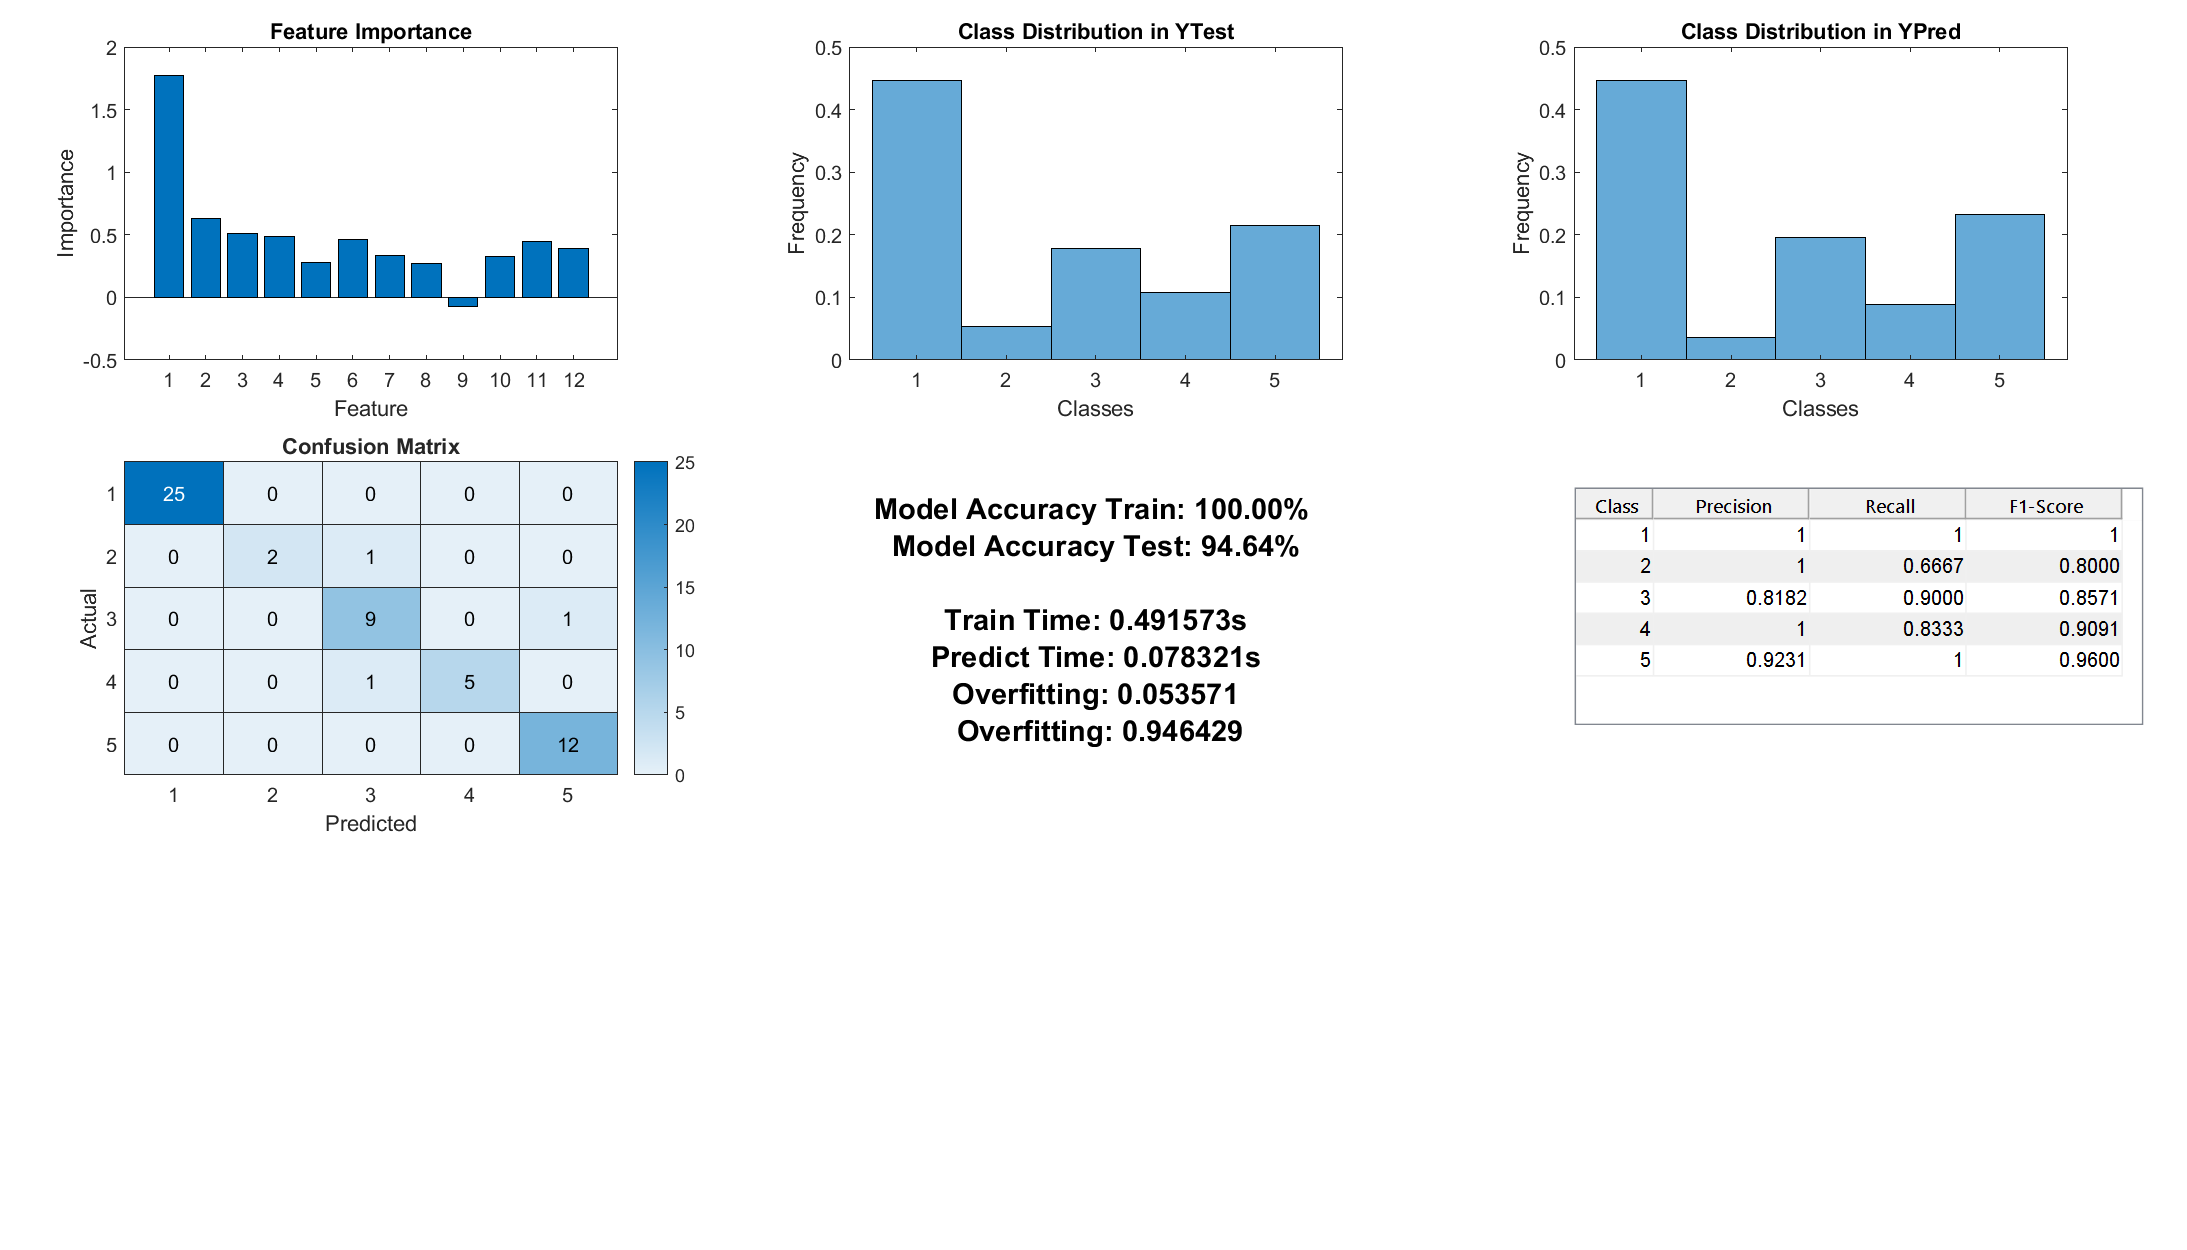 Feature Importance
2
1.5
1
0.5
0
-0.5
Importance
1 2 3 4 5 6 7 8 9 10 11 12
Feature
Class Distribution in YTest
0.5
0.4
0.3
0.2
0.1
0
Frequency
1 2 3 4 5
Classes
Class Distribution in YPred
0.5
0.4
0.3
0.2
0.1
0
Frequency
1 2 3 4 5
Classes
Confusion Matrix
Actual
1 25 0 0 0 0
2 0 2 1 0 0
3 0 0 9 0 1
4 0 0 1 5 0
5 0 0 0 0 12
1 2 3 4 5
Predicted
25
20
15
10
5
0
Model Accuracy Train: 100.00%
Model Accuracy Test: 94.64%
Train Time: 0.491573s
Predict Time: 0.078321s
Overfitting: 0.053571
Overfitting: 0.946429
Class Precision Recall F1-Score
1 1 1 1
2 1 0.6667 0.8000
3 0.8182 0.9000 0.8571
4 1 0.8333 0.9091
5 0.9231 1 0.9600